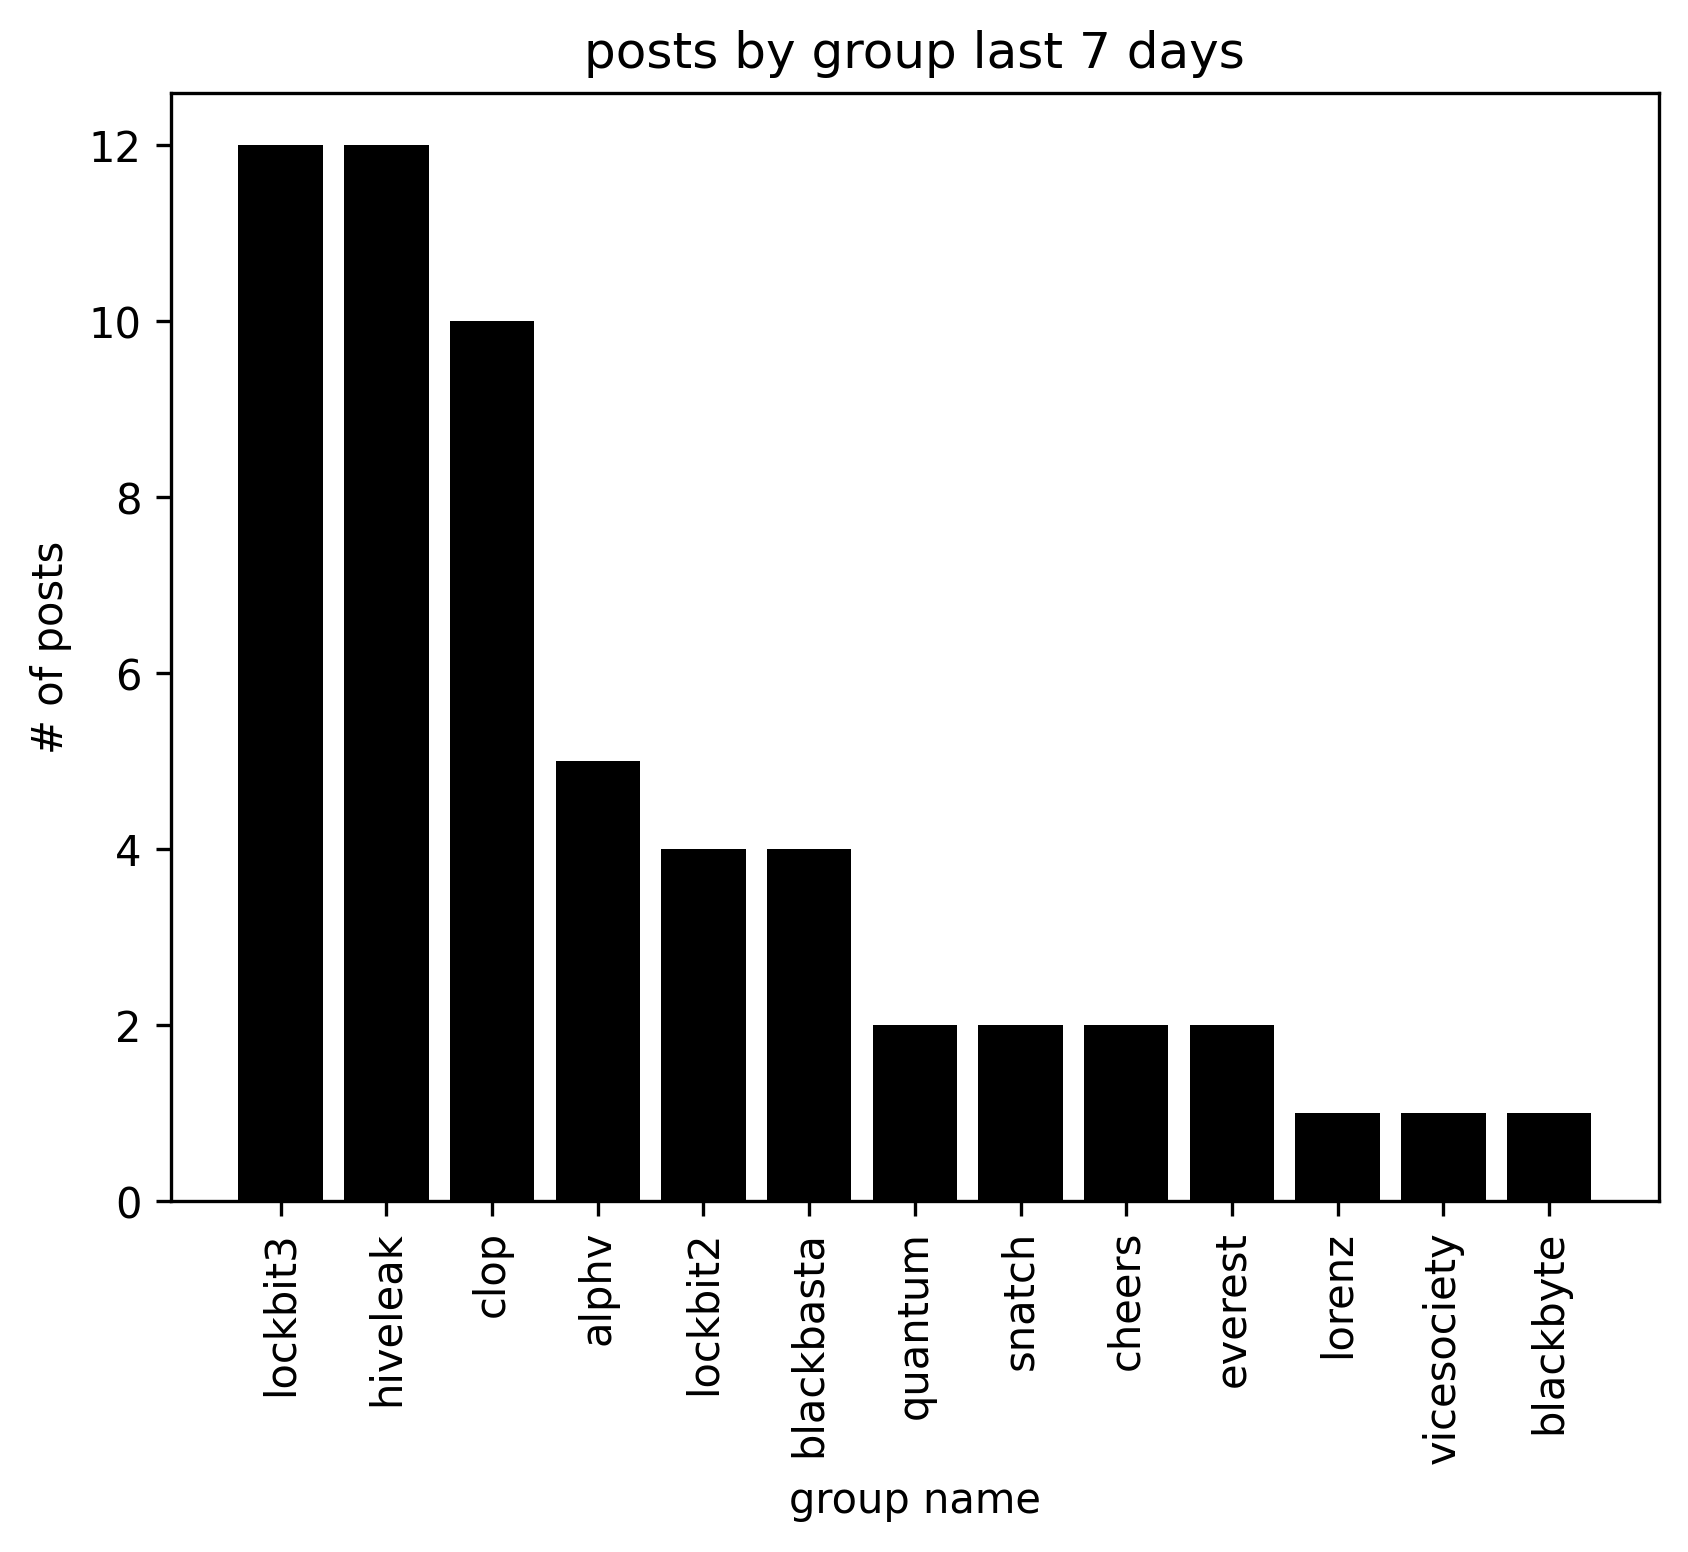 posts by group last 7 days
12
10
8
6
4
2
0
# of posts
lockbit3
hiveleak
clop
alphv
lockbit2
blackbasta
quantum
snatch
cheers
everest
lorenz
vicesociety
blackbyte
group name